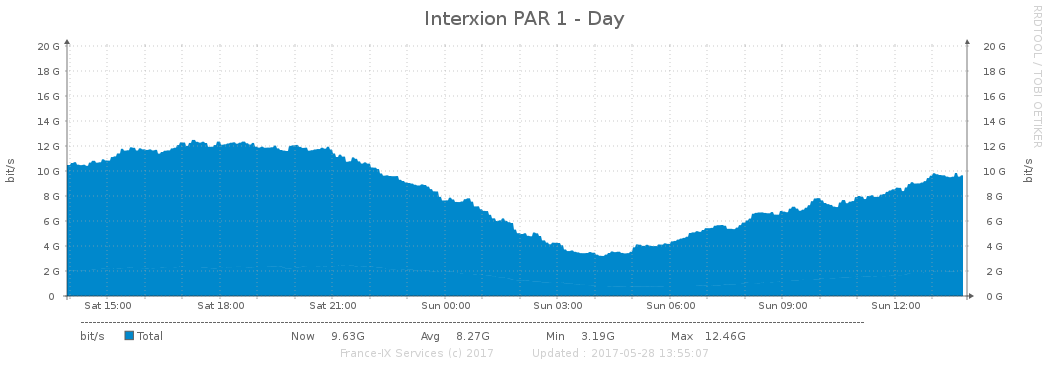 Interxion PAR 1 - Day
RRDTOOL / TOBI OETIKER
bit/s
20 G
18 G
16 G
14 G
12 G
10 G
8 G
6 G
4 G
2 G
0
20 G
18 G
16 G
14 G
12 G
10 G
8 G
6 G
4 G
2 G
0 G
bit/s
Sat 15:00 Sat 18:00 Sat 21:00 Sun 00:00 Sun 03:00 Sun 06:00 Sun 09:00 Sun 12:00
bit/s Total Now 9.63G Avg 8.27G Min 3.19G Max 12.46G
France-IX Services (c) 2017 Updated : 2017-05-28 13:55:07